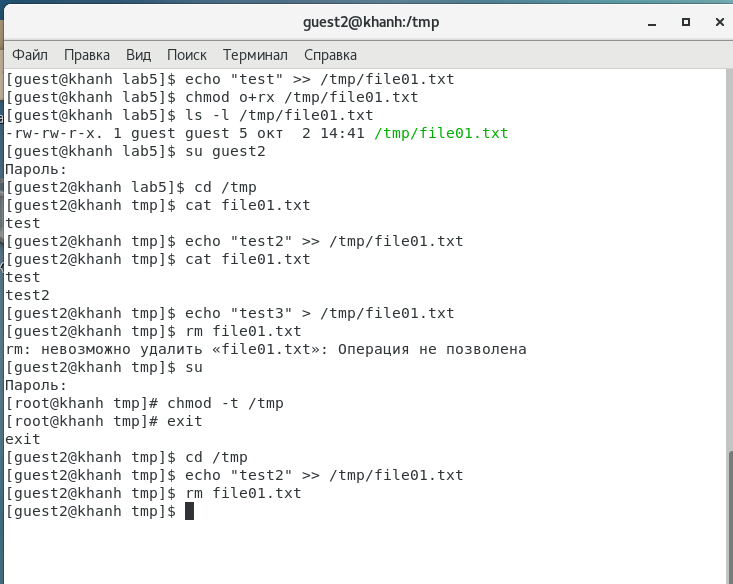 guest2@khanh:/tmp
Файл Правка Вид Поиск Терминал Справка
[guest@khanh lab5]$ echo "test" >> /tmp/file01.txt
[guest@khanh lab5]$ chmod o+rx /tmp/file01.txt
[guest@khanh lab5]$ ls -l /tmp/file01.txt
-rw-rw-r-x. 1 guest guest 5 окт  2 14:41 /tmp/file01.txt
[guest@khanh lab5]$ su guest2
Пароль:
[guest2@khanh lab5]$ cd /tmp
[guest2@khanh tmp]$ cat file01.txt
test
[guest2@khanh tmp]$ echo "test2" >> /tmp/file01.txt
[guest2@khanh tmp]$ cat file01.txt
test
test2
[guest2@khanh tmp]$ echo "test3" > /tmp/file01.txt
[guest2@khanh tmp]$ rm file01.txt
rm: невозможно удалить «file01.txt»: Операция не позволена
[guest2@khanh tmp]$ su
Пароль:
[root@khanh tmp]# chmod -t /tmp
[root@khanh tmp]# exit
exit
[guest2@khanh tmp]$ cd /tmp
[guest2@khanh tmp]$ echo "test2" >> /tmp/file01.txt
[guest2@khanh tmp]$ rm file01.txt
[guest2@khanh tmp]$